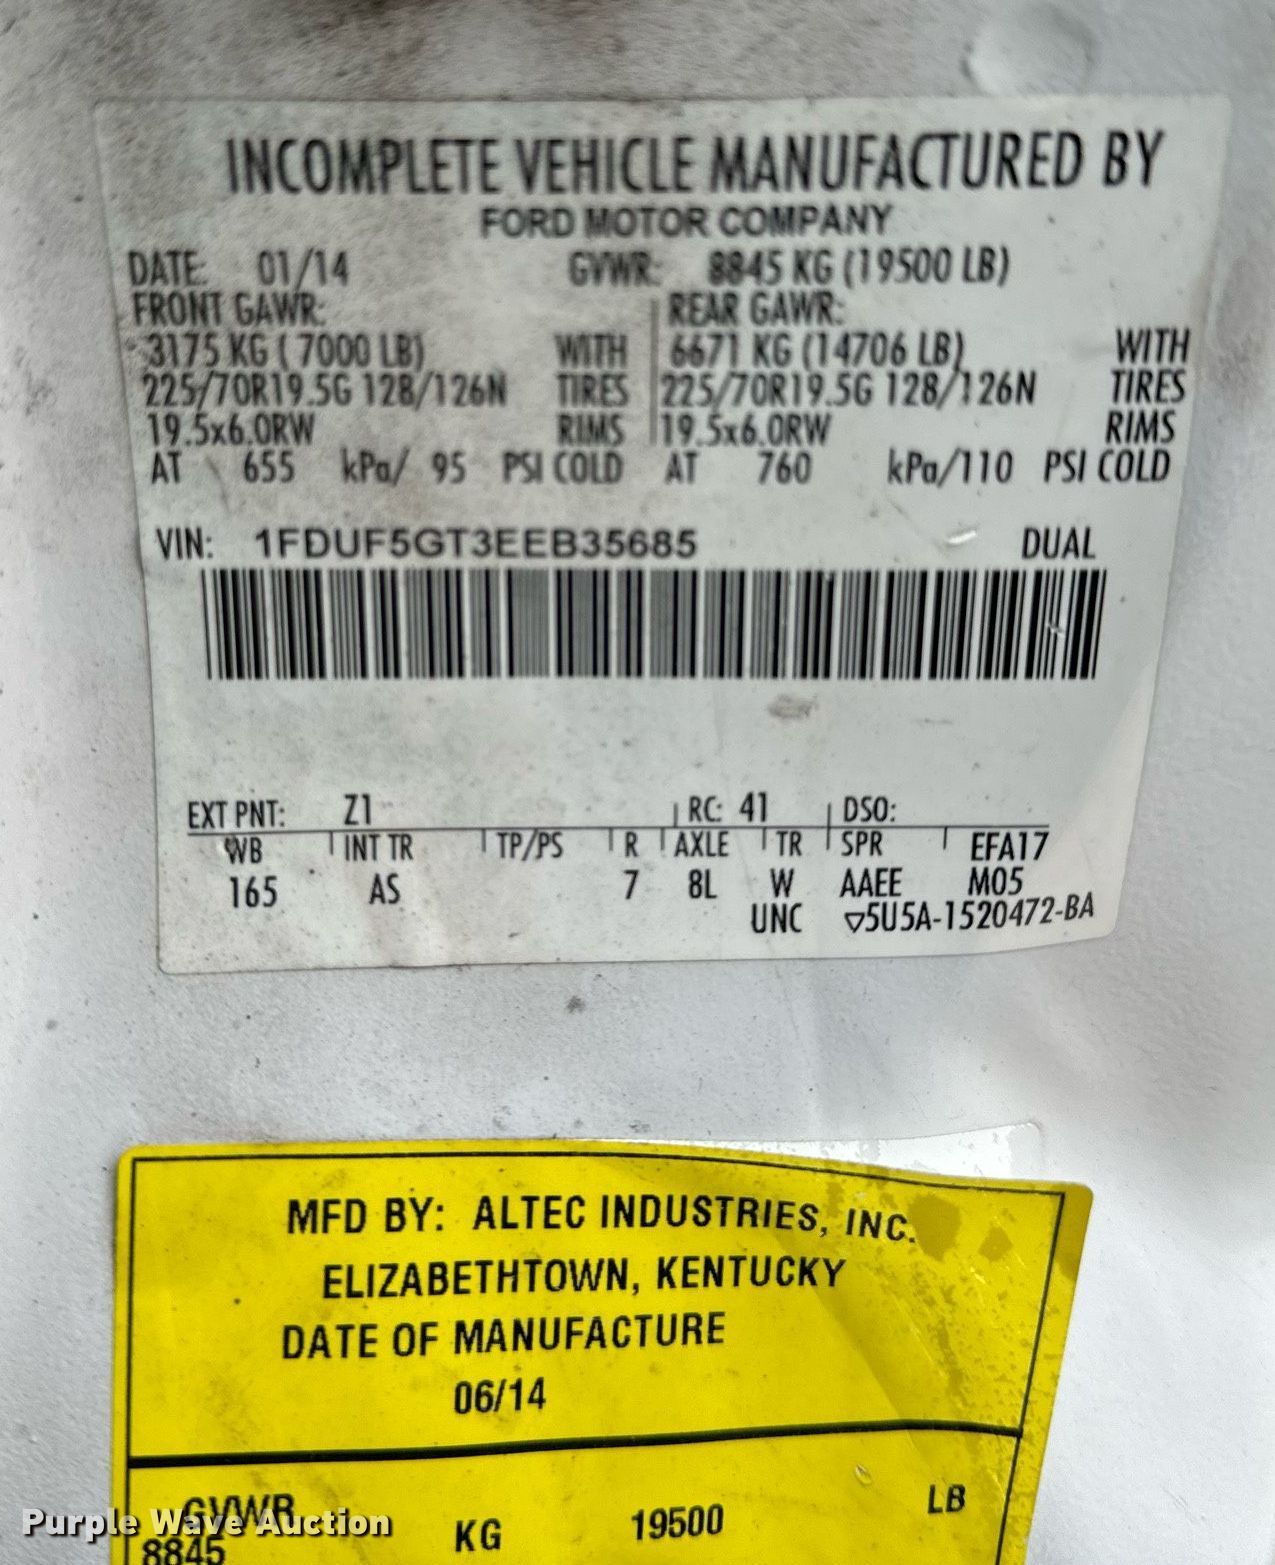 INCOMPLETE VEHICLE MANUFACTURED BY
FORD MOTOR COMPANY
DATE: 01/14 GVWR: 8845 KG (19500 LB)
FRONT GAWR: REAR GAWR:
3175 KG ( 7000 LB) WITH 6671 KG (14706 LB) WITH
225/70R19.5G 128/126N TIRES 225/70R19.5G 128/126N TIRES
19.5x6.0RW RIMS 19.5x6.0RW RIMS
AT 655 kPa/ 95 PSI COLD AT 760 kPa/110 PSI COLD
VIN: 1FDUF5GT3EEB35685 DUAL
EXT PNT: Z1 RC: 41 DSO:
WB INT TR TP/PS R AXLE TR SPR EFA17
165 AS 7 8L W AAEE M05
UNC ▽5U5A-1520472-BA
MFD BY: ALTEC INDUSTRIES, INC.
ELIZABETHTOWN, KENTUCKY
DATE OF MANUFACTURE
06/14
GVWR
8845 KG 19500 LB
Purple Wave Auction